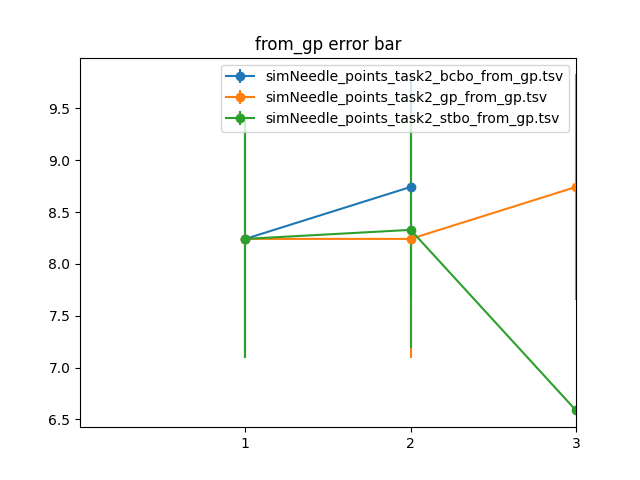 from_gp error bar
simNeedle_points_task2_bcbo_from_gp.tsv
simNeedle_points_task2_gp_from_gp.tsv
simNeedle_points_task2_stbo_from_gp.tsv
9.5
9.0
8.5
8.0
7.5
7.0
6.5
1 2 3